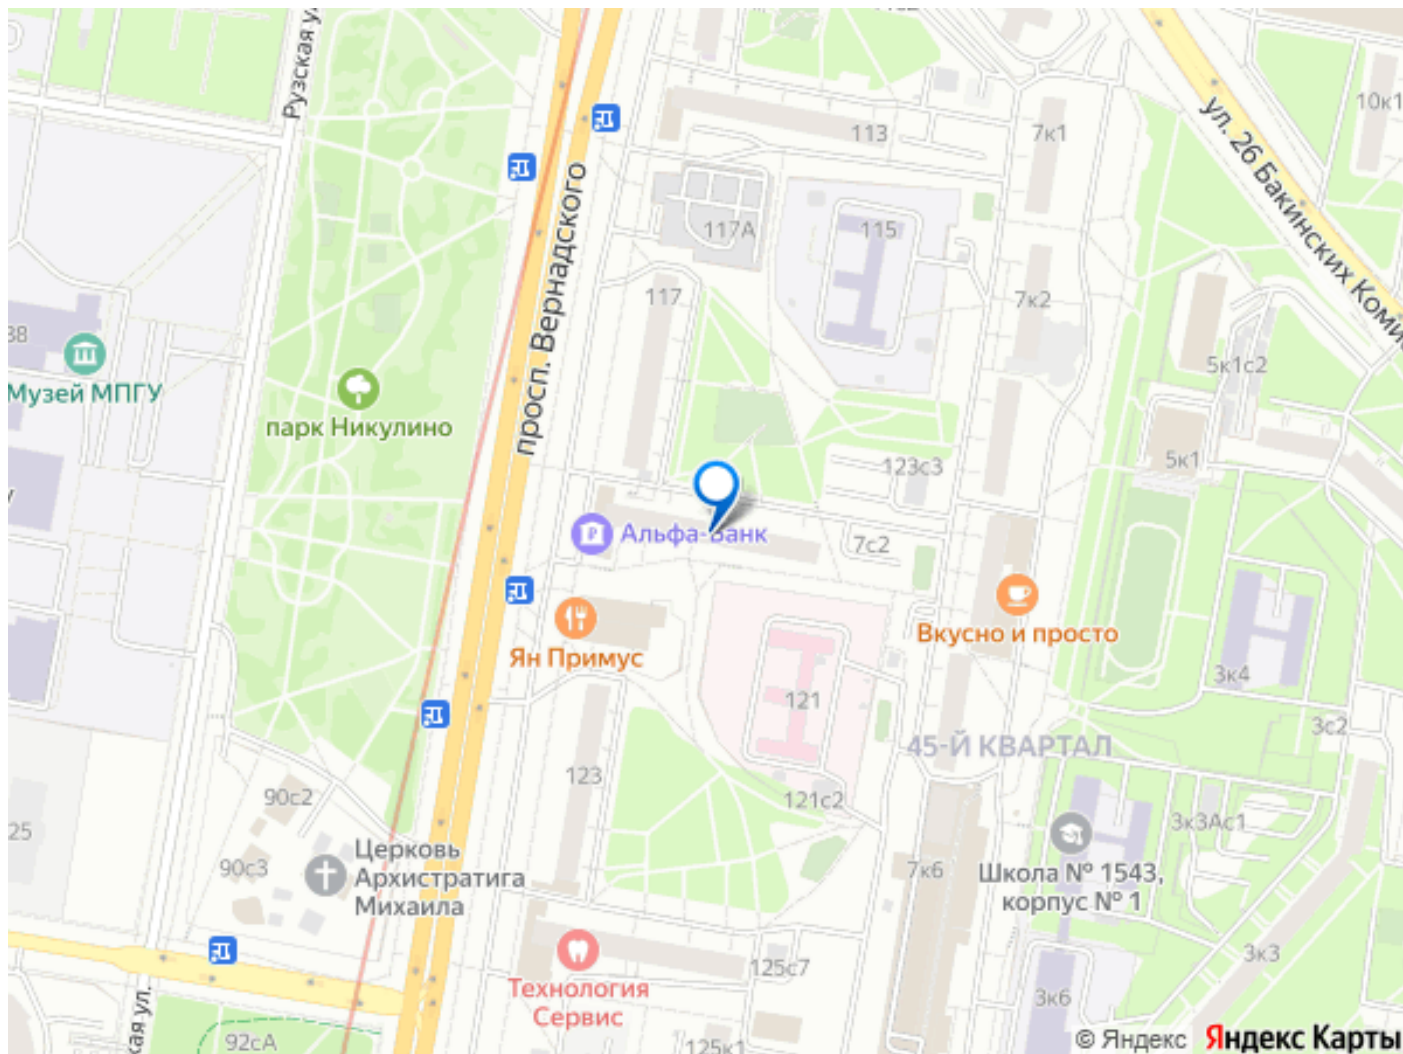 Рузская ул
113
7к1
10к1
ул. 26 Бакинских Коми
117А
115
просп. Вернадского
117
7к2
38
Музей МПГУ
5к1с2
парк Никулино
123с3
5к1
Альфа-Банк
7с2
Вкусно и просто
Ян Примус
3к4
121
3с2
45-Й КВАРТАЛ
123
90с2
121с2
3к3Ас1
25
Церковь
Архистратига
Михаила
90с3
7к6
Школа № 1543,
корпус № 1
3к3
125с7
Технология
Сервис
3к6
кая ул.
92сА
125к1
© Яндекс Яндекс Карты